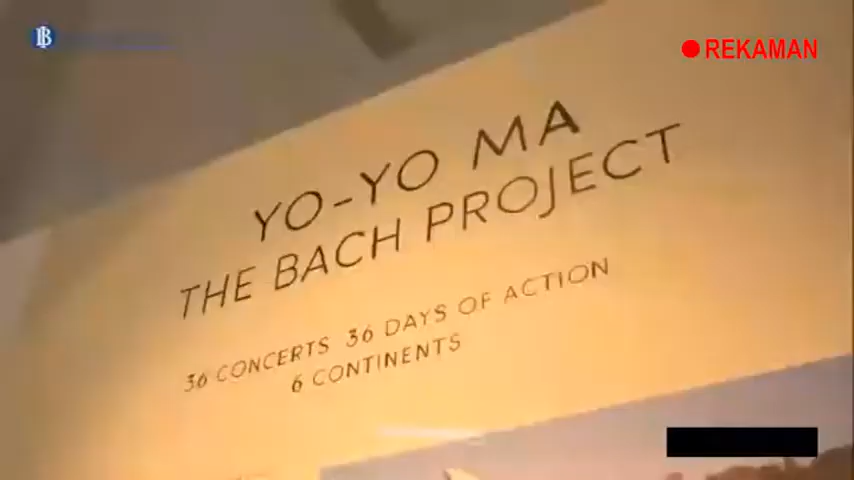 REKAMAN
YO-YO MA
THE BACH PROJECT
36 CONCERTS 36 DAYS OF ACTION
6 CONTINENTS